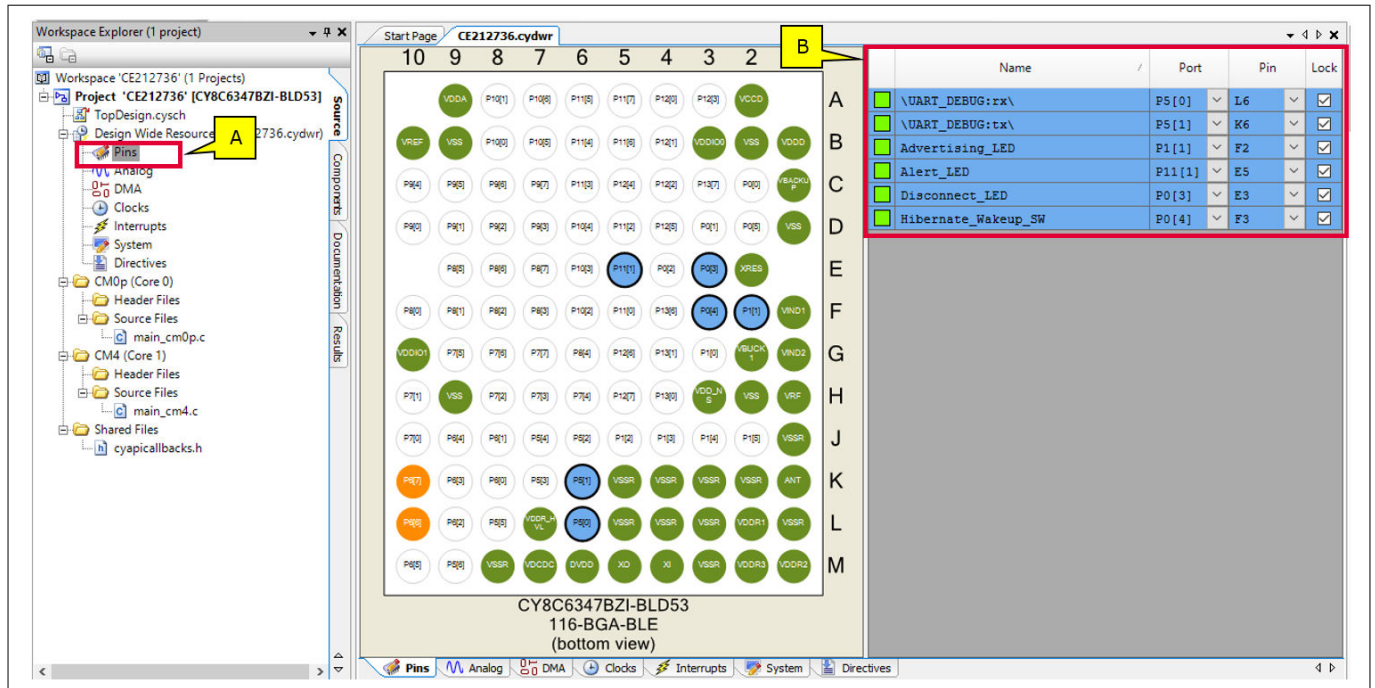 Workspace Explorer (1 project)
Workspace 'CE212736' (1 Projects)
Project 'CE212736' [CY8C6347BZI-BLD53]
TopDesign.cysch
Design Wide Resource 2736.cydwr)
A
Pins
Analog
DMA
Clocks
Interrupts
System
Directives
CM0p (Core 0)
Header Files
Source Files
main_cm0p.c
CM4 (Core 1)
Header Files
Source Files
main_cm4.c
Shared Files
cyapicallbacks.h
Source
Components
Documentation
Results
Start Page CE212736.cydwr
B
10 9 8 7 6 5 4 3 2
VDDA P10[1] P10[6] P11[5] P11[7] P12[0] P12[3] VCCD A
VREF VSS P10[0] P10[5] P11[4] P11[6] P12[1] VDDIO0 VSS VDDD B
P9[4] P9[5] P9[6] P9[7] P11[3] P12[4] P12[2] P13[7] P0[0] VBACKUP C
P9[0] P9[1] P9[2] P9[3] P10[4] P11[2] P12[5] P0[1] P0[5] VSS D
P8[5] P8[6] P8[7] P10[3] P11[1] P0[2] P0[3] XRES E
P8[0] P8[1] P8[2] P8[3] P10[2] P11[0] P13[6] P0[4] P1[1] VIND1 F
VDDIO1 P7[5] P7[6] P7[7] P8[4] P12[6] P13[1] P1[0] VBUCK1 VIND2 G
P7[1] VSS P7[2] P7[3] P7[4] P12[7] P13[0] VDD_NS VSS VRF H
P7[0] P6[4] P6[1] P5[4] P5[2] P1[2] P1[3] P1[4] P1[5] VSSR J
P6[7] P6[3] P6[0] P5[3] P5[1] VSSR VSSR VSSR VSSR ANT K
P6[6] P6[2] P5[5] VDDR_HVL P5[0] VSSR VSSR VSSR VDDR1 VSSR L
P6[5] P5[6] VSSR VDCDC DVDD XO XI VSSR VDDR3 VDDR2 M
CY8C6347BZI-BLD53
116-BGA-BLE
(bottom view)
Name Port Pin Lock
\UART_DEBUG:rx\ P5[0] L6
\UART_DEBUG:tx\ P5[1] K6
Advertising_LED P1[1] F2
Alert_LED P11[1] E5
Disconnect_LED P0[3] E3
Hibernate_Wakeup_SW P0[4] F3
Pins Analog DMA Clocks Interrupts System Directives